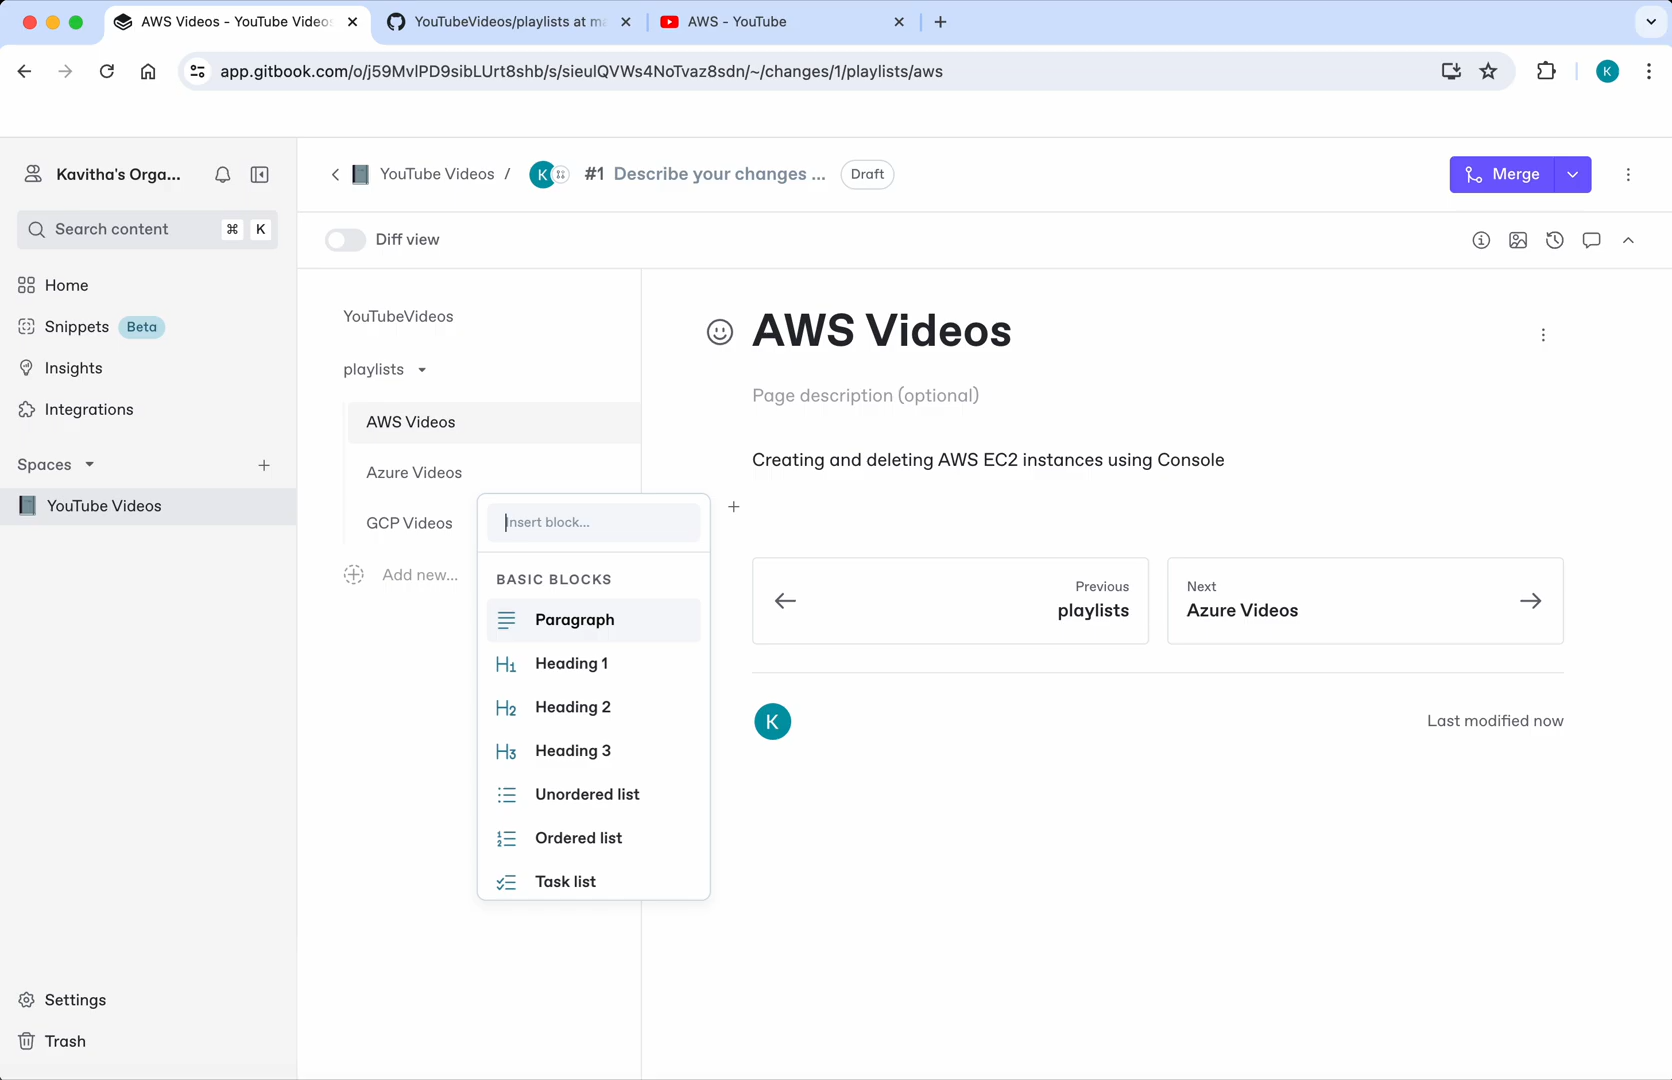 AWS Videos - YouTube Videos
YouTubeVideos/playlists at ma
AWS - YouTube
app.gitbook.com/o/j59MvlPD9sibLUrt8shb/s/sieulQVWs4NoTvaz8sdn/~/changes/1/playlists/aws
K
Kavitha's Orga...
YouTube Videos /
K
#1 Describe your changes ...
Draft
Merge
Search content
⌘ K
Diff view
Home
Snippets Beta
Insights
Integrations
Spaces
YouTube Videos
Settings
Trash
YouTubeVideos
playlists
AWS Videos
Azure Videos
GCP Videos
Add new...
Insert block...
BASIC BLOCKS
Paragraph
H1 Heading 1
H2 Heading 2
H3 Heading 3
Unordered list
Ordered list
Task list
AWS Videos
Page description (optional)
Creating and deleting AWS EC2 instances using Console
Previous
playlists
Next
Azure Videos
K
Last modified now